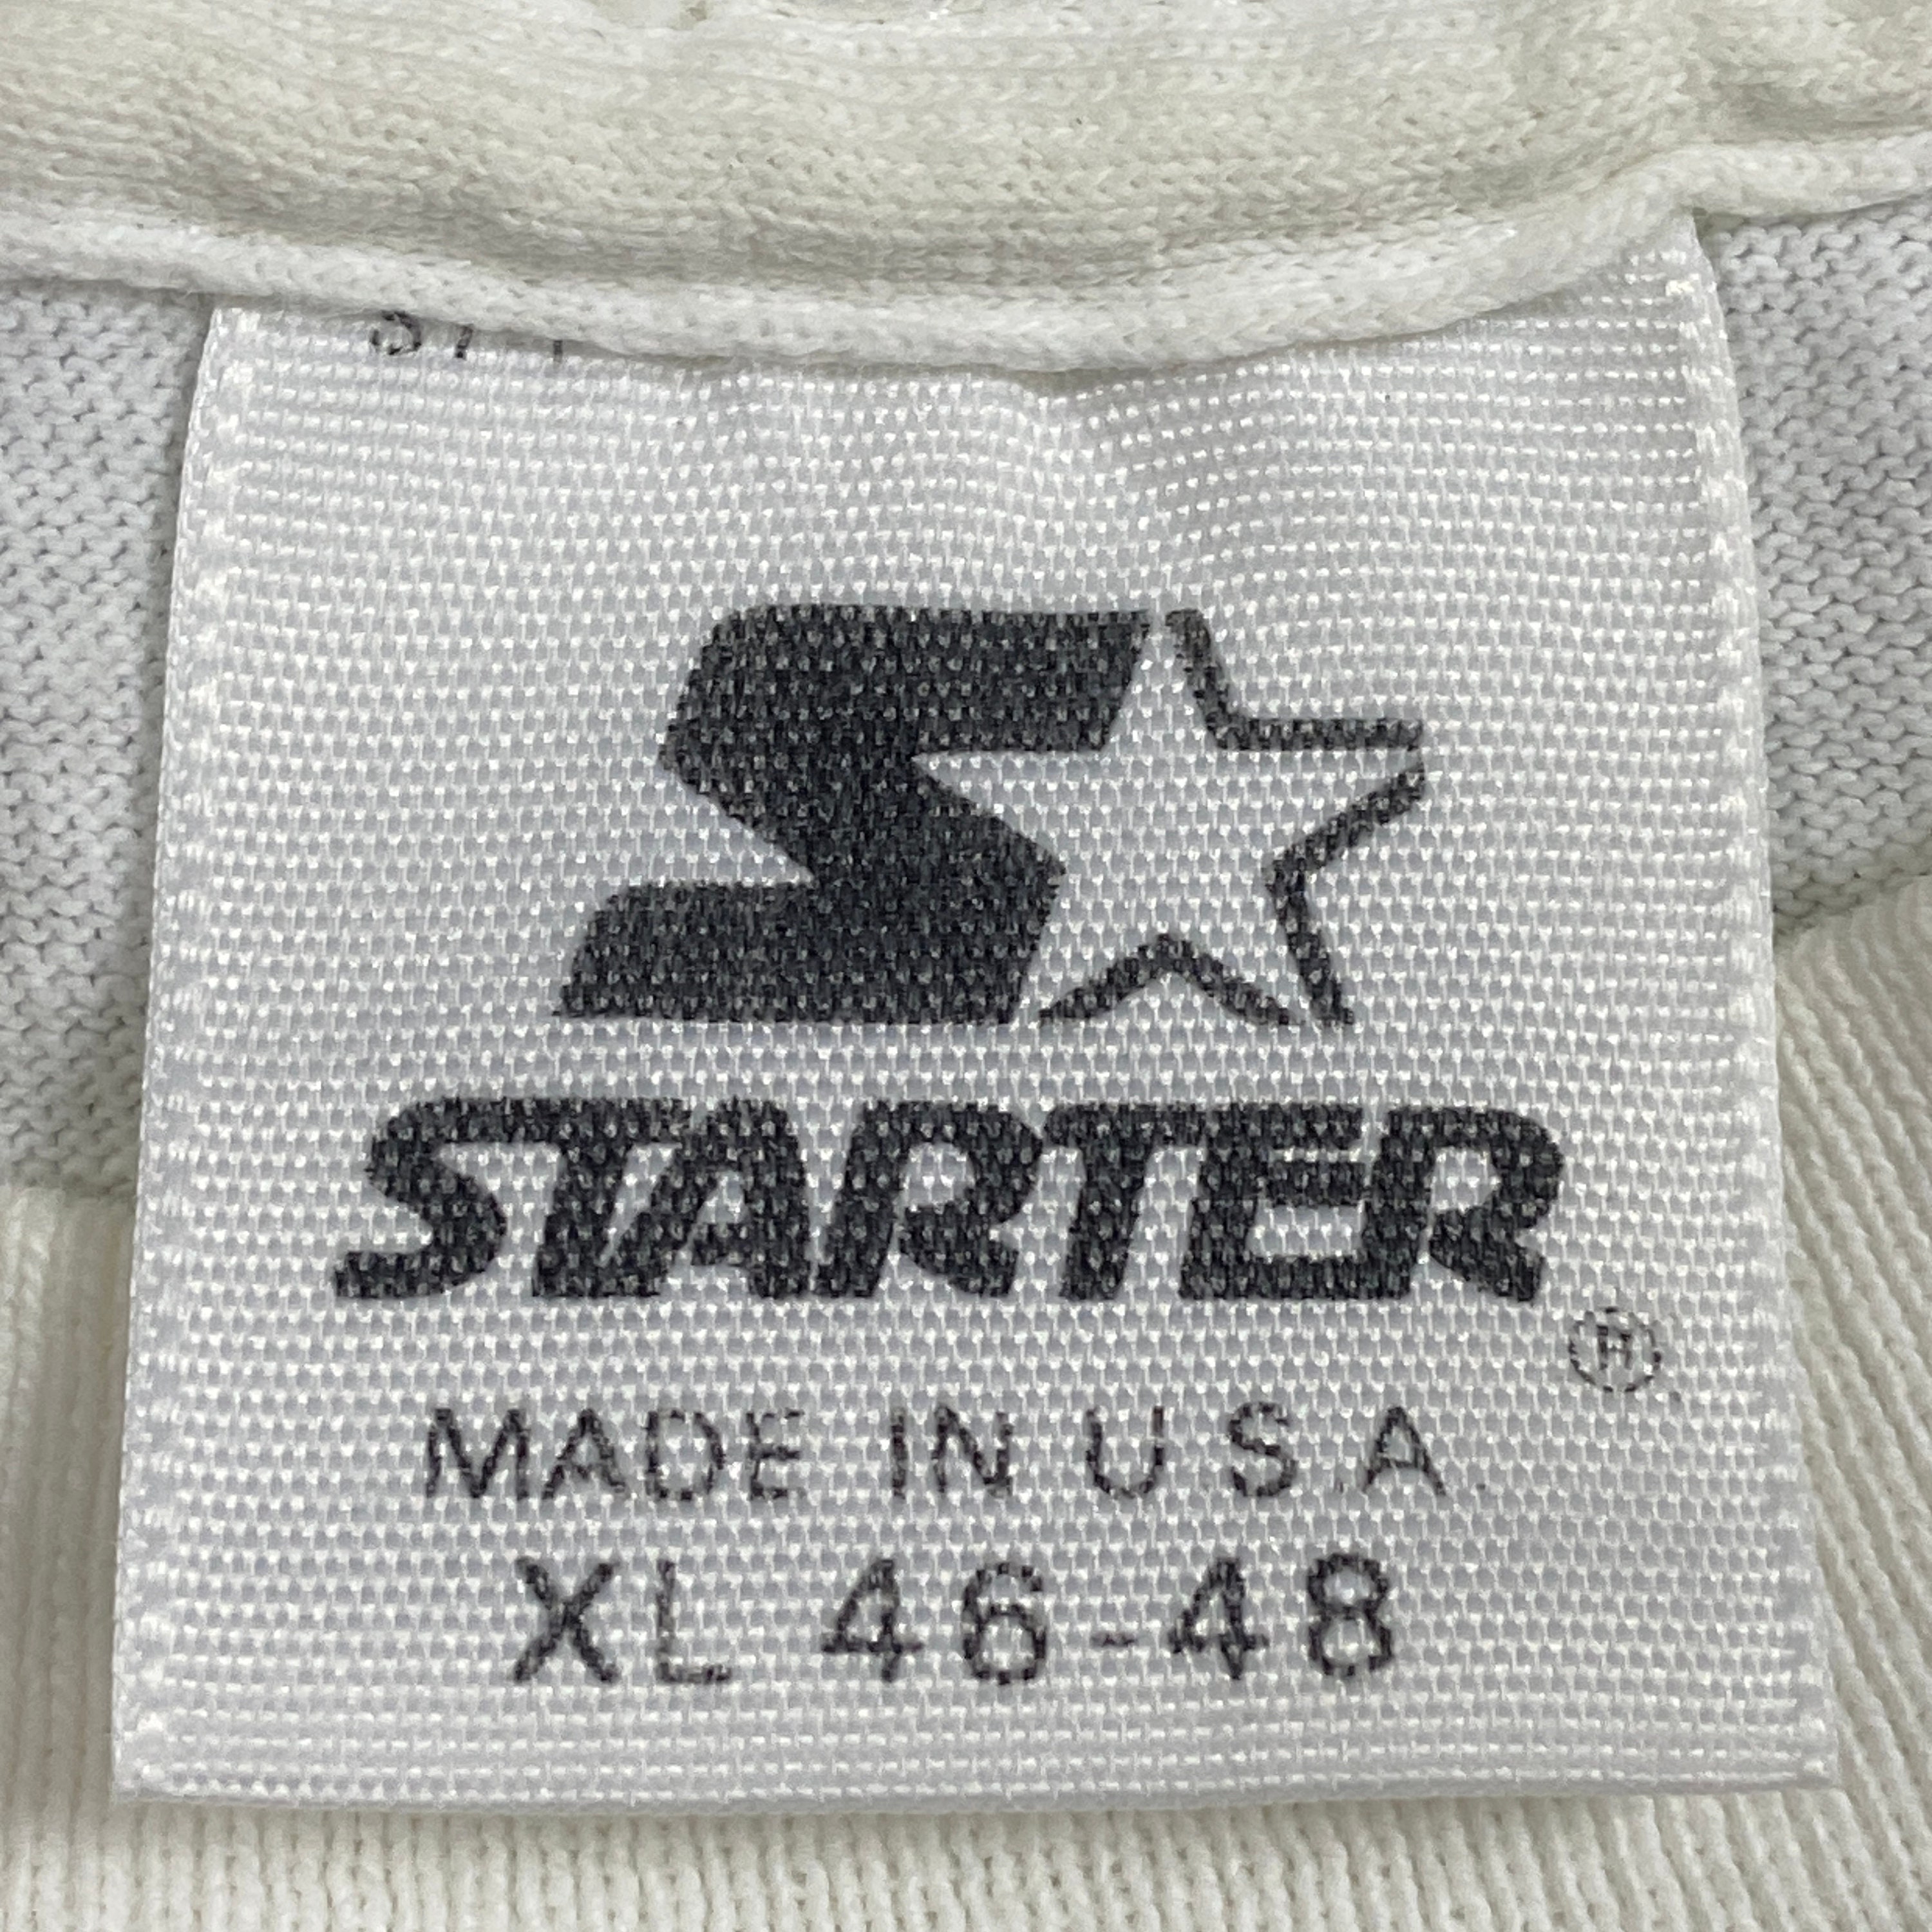 STARTER
®
MADE IN U.S.A.
XL 46-48